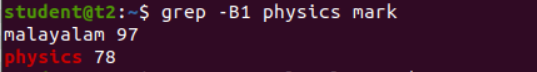 student@t2:~$ grep -B1 physics mark
malayalam 97
physics 78